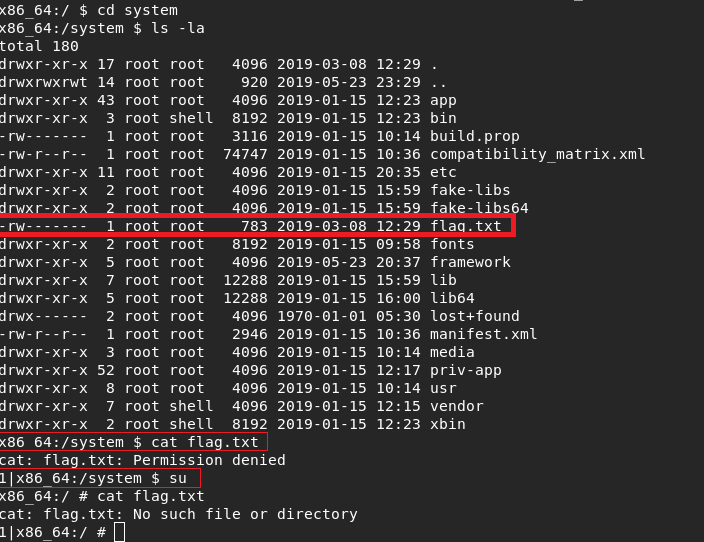 x86_64:/ $ cd system
x86_64:/system $ ls -la
total 180
drwxr-xr-x 17 root root   4096 2019-03-08 12:29 .
drwxrwxrwt 14 root root    920 2019-05-23 23:29 ..
drwxr-xr-x 43 root root   4096 2019-01-15 12:23 app
drwxr-xr-x  3 root shell  8192 2019-01-15 12:23 bin
-rw-------  1 root root   3116 2019-01-15 10:14 build.prop
-rw-r--r--  1 root root  74747 2019-01-15 10:36 compatibility_matrix.xml
drwxr-xr-x 11 root root   4096 2019-01-15 20:35 etc
drwxr-xr-x  2 root root   4096 2019-01-15 15:59 fake-libs
drwxr-xr-x  2 root root   4096 2019-01-15 15:59 fake-libs64
-rw-------  1 root root    783 2019-03-08 12:29 flag.txt
drwxr-xr-x  2 root root   8192 2019-01-15 09:58 fonts
drwxr-xr-x  5 root root   4096 2019-05-23 20:37 framework
drwxr-xr-x  7 root root  12288 2019-01-15 15:59 lib
drwxr-xr-x  5 root root  12288 2019-01-15 16:00 lib64
drwx------  2 root root   4096 1970-01-01 05:30 lost+found
-rw-r--r--  1 root root   2946 2019-01-15 10:36 manifest.xml
drwxr-xr-x  3 root root   4096 2019-01-15 10:14 media
drwxr-xr-x 52 root root   4096 2019-01-15 12:17 priv-app
drwxr-xr-x  8 root root   4096 2019-01-15 10:14 usr
drwxr-xr-x  7 root shell  4096 2019-01-15 12:15 vendor
drwxr-xr-x  2 root shell  8192 2019-01-15 12:23 xbin
x86_64:/system $ cat flag.txt
cat: flag.txt: Permission denied
1|x86_64:/system $ su
x86_64:/ # cat flag.txt
cat: flag.txt: No such file or directory
1|x86_64:/ #